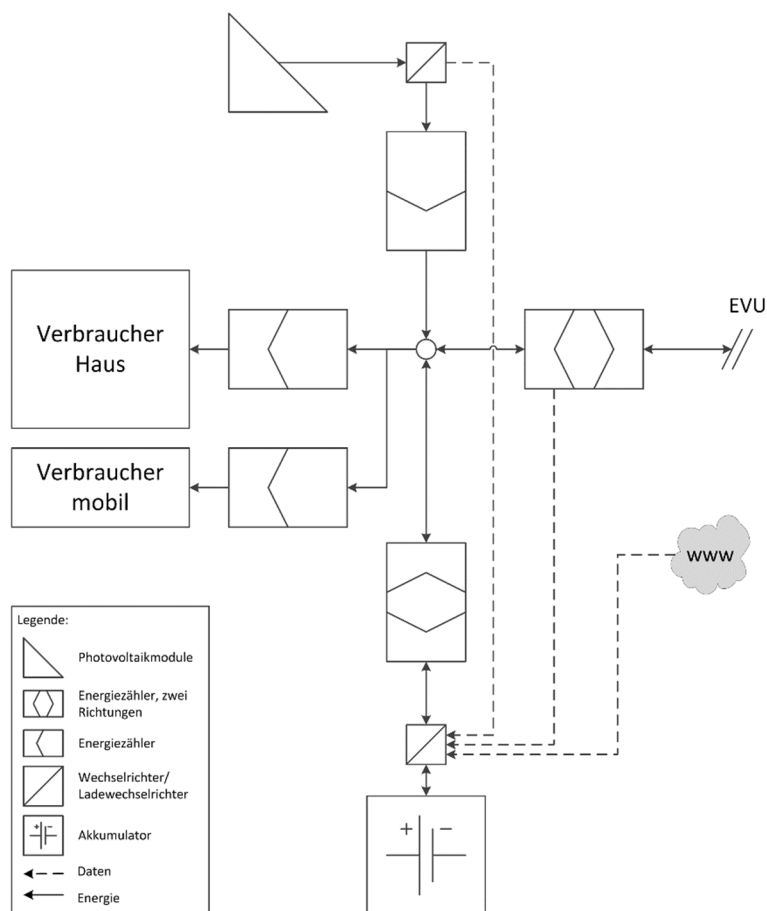 EVU
Verbraucher
Haus
Verbraucher
mobil
www
Legende:
Photovoltaikmodule
Energiezähler, zwei
Richtungen
Energiezähler
Wechselrichter/
Ladewechselrichter
+ -
Akkumulator
Daten
Energie
+ -